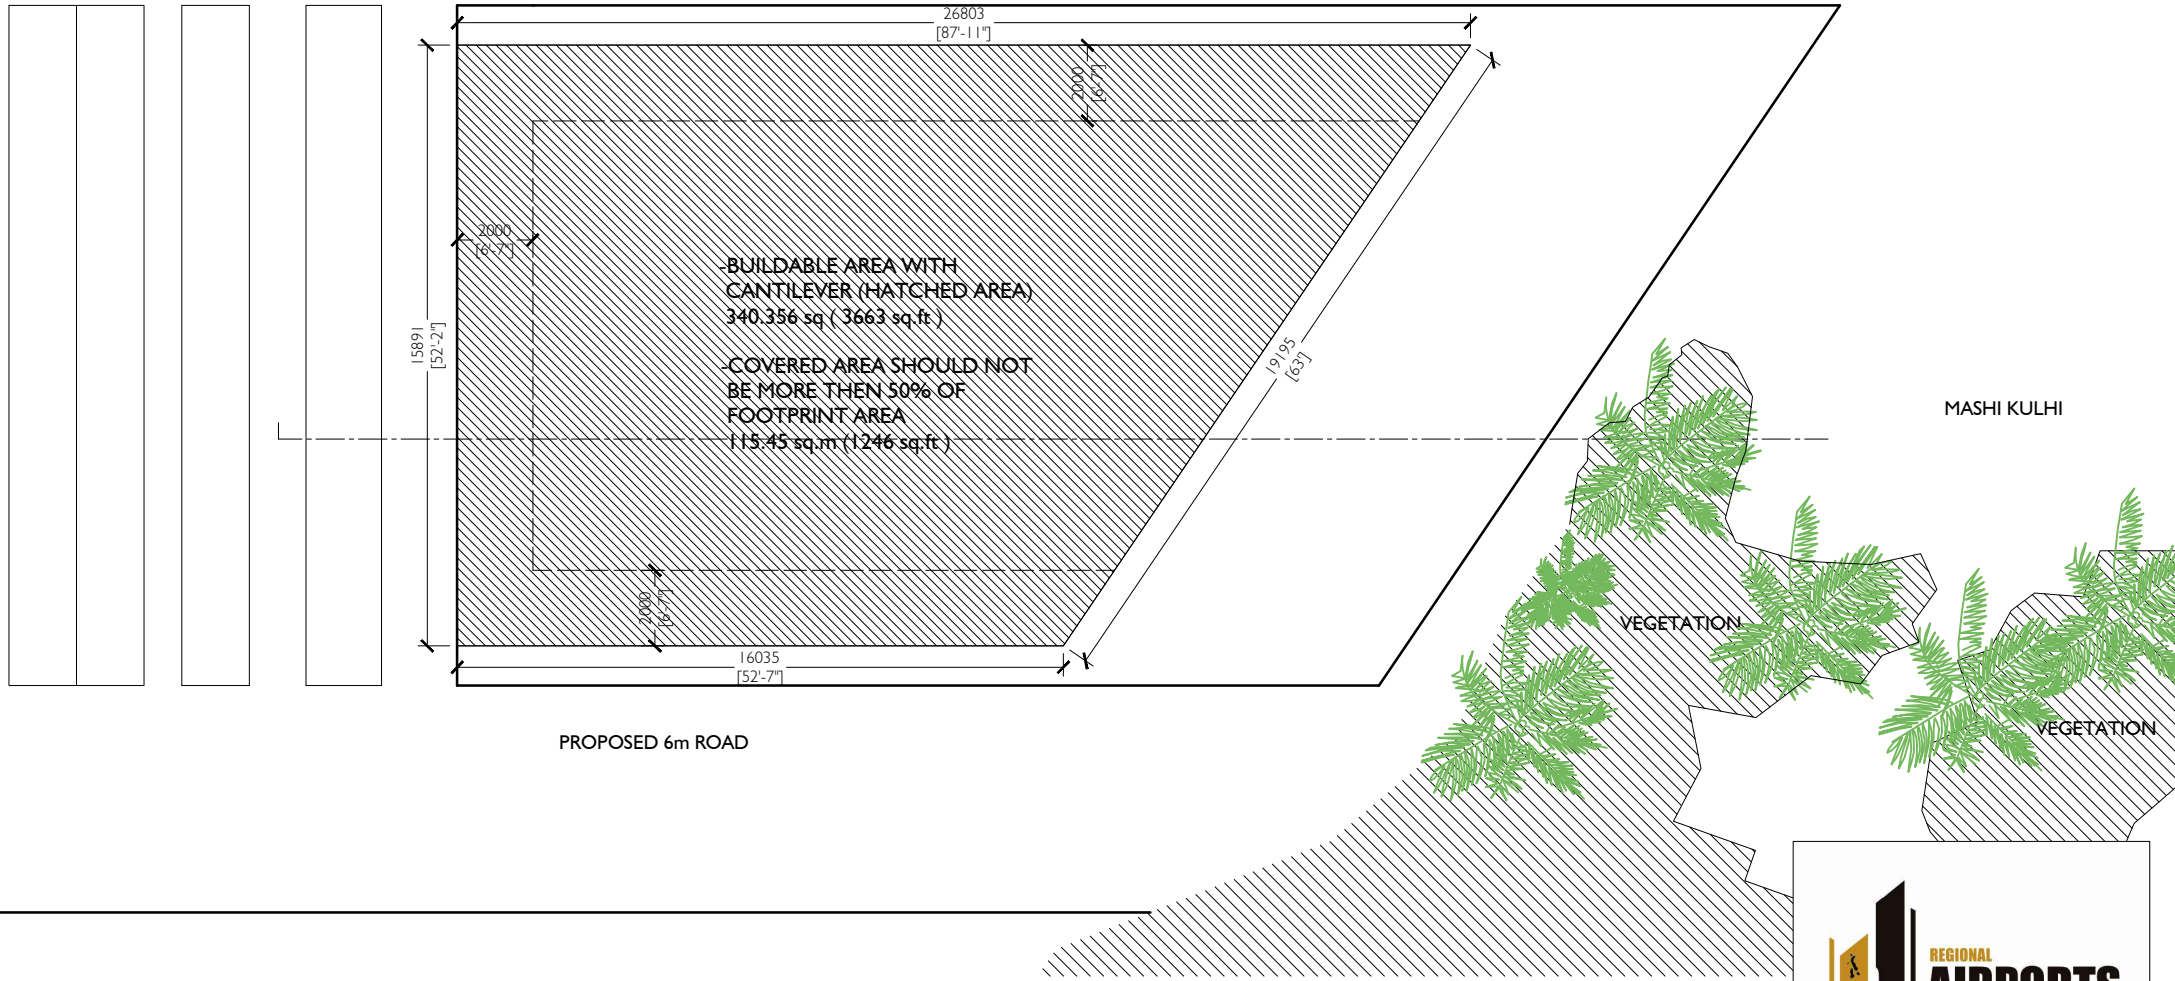 26803
[87'-11"]
2000
[6'-7"]
2000
[6'-7"]
-BUILDABLE AREA WITH
CANTILEVER (HATCHED AREA)
340.356 sq ( 3663 sq.ft )
15891
[52'-2"]
19195
[63']
-COVERED AREA SHOULD NOT
BE MORE THEN 50% OF
FOOTPRINT AREA
115.45 sq.m (1246 sq.ft )
MASHI KULHI
2000
[6'-7"]
VEGETATION
16035
[52'-7"]
VEGETATION
PROPOSED 6m ROAD
REGIONAL
AIRPORTS